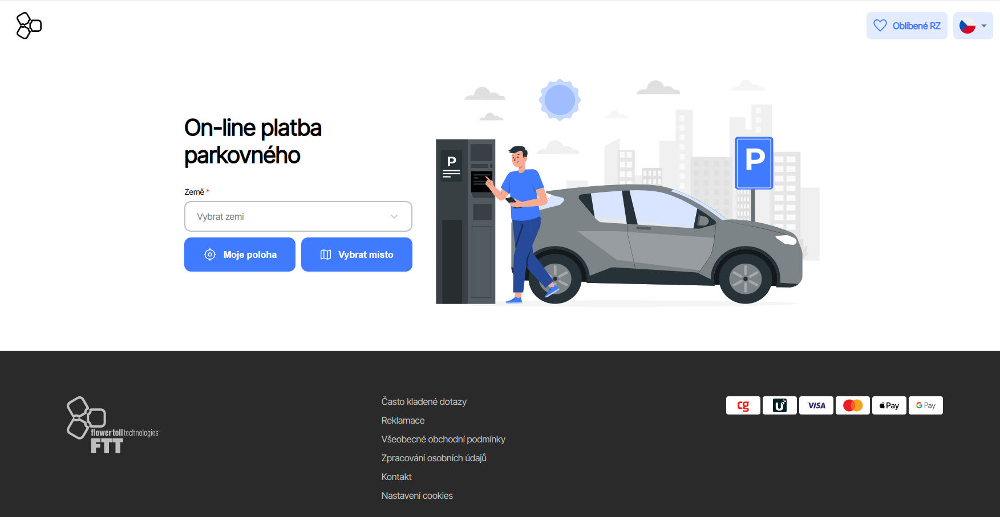 Oblíbené RZ
On-line platba
parkovného
Země *
Vybrat zemi
Moje poloha
Vybrat místo
P
P
flowertoll technologies
FTT
Často kladené dotazy
Reklamace
Všeobecné obchodní podmínky
Zpracování osobních údajů
Kontakt
Nastavení cookies
cg
U
VISA
Pay
G Pay